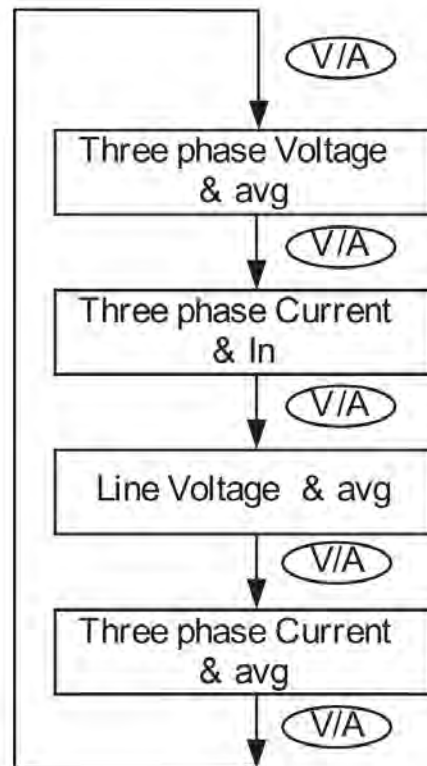 V/A
Three phase Voltage
& avg
V/A
Three phase Current
& In
V/A
Line Voltage & avg
V/A
Three phase Current
& avg
V/A